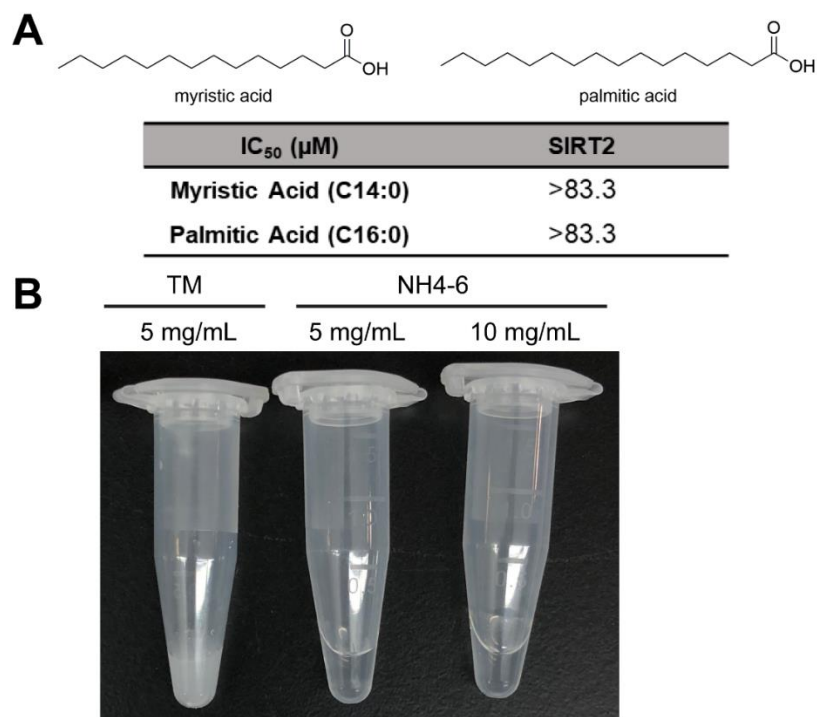 A
O
OH
myristic acid
O
OH
palmitic acid
IC₅₀ (µM) SIRT2
Myristic Acid (C14:0) >83.3
Palmitic Acid (C16:0) >83.3
B
TM NH4-6
5 mg/mL 5 mg/mL 10 mg/mL